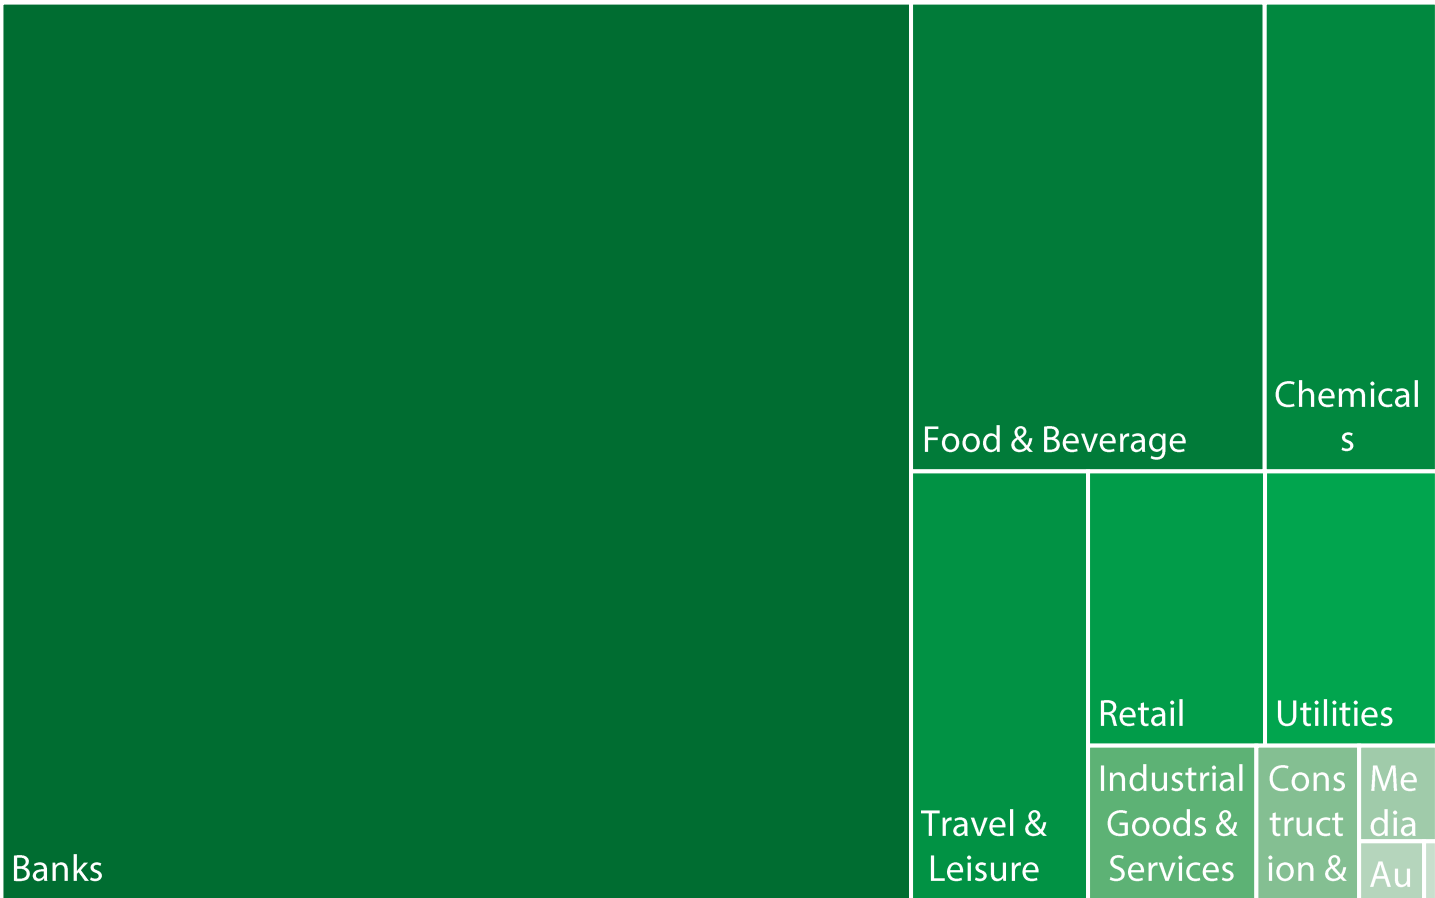 Banks
Food & Beverage
Chemical
s
Travel &
Leisure
Retail
Utilities
Industrial
Goods &
Services
Cons
truct
ion &
Me
dia
Au